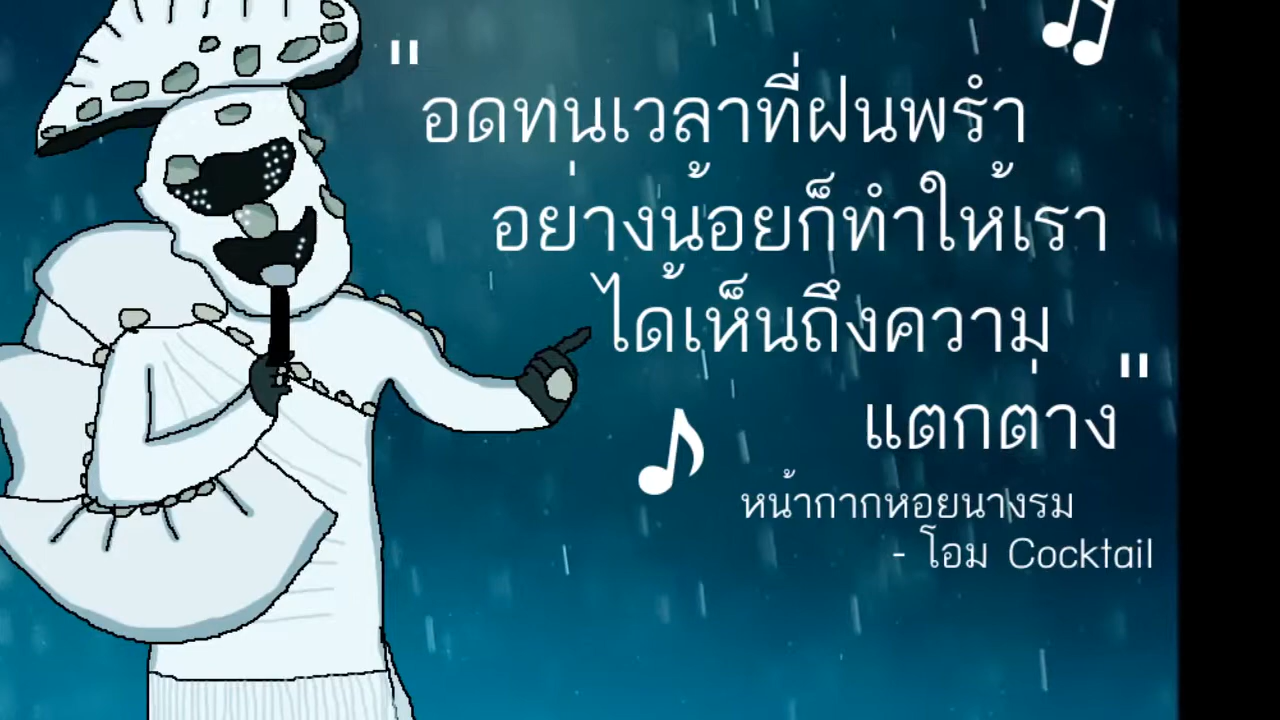 "
อดทนเวลาที่ฝนพรำ
อย่างน้อยก็ทำให้เรา
ได้เห็นถึงความ
"
แตกต่าง
หน้ากากหอยนางรม
- โอม Cocktail